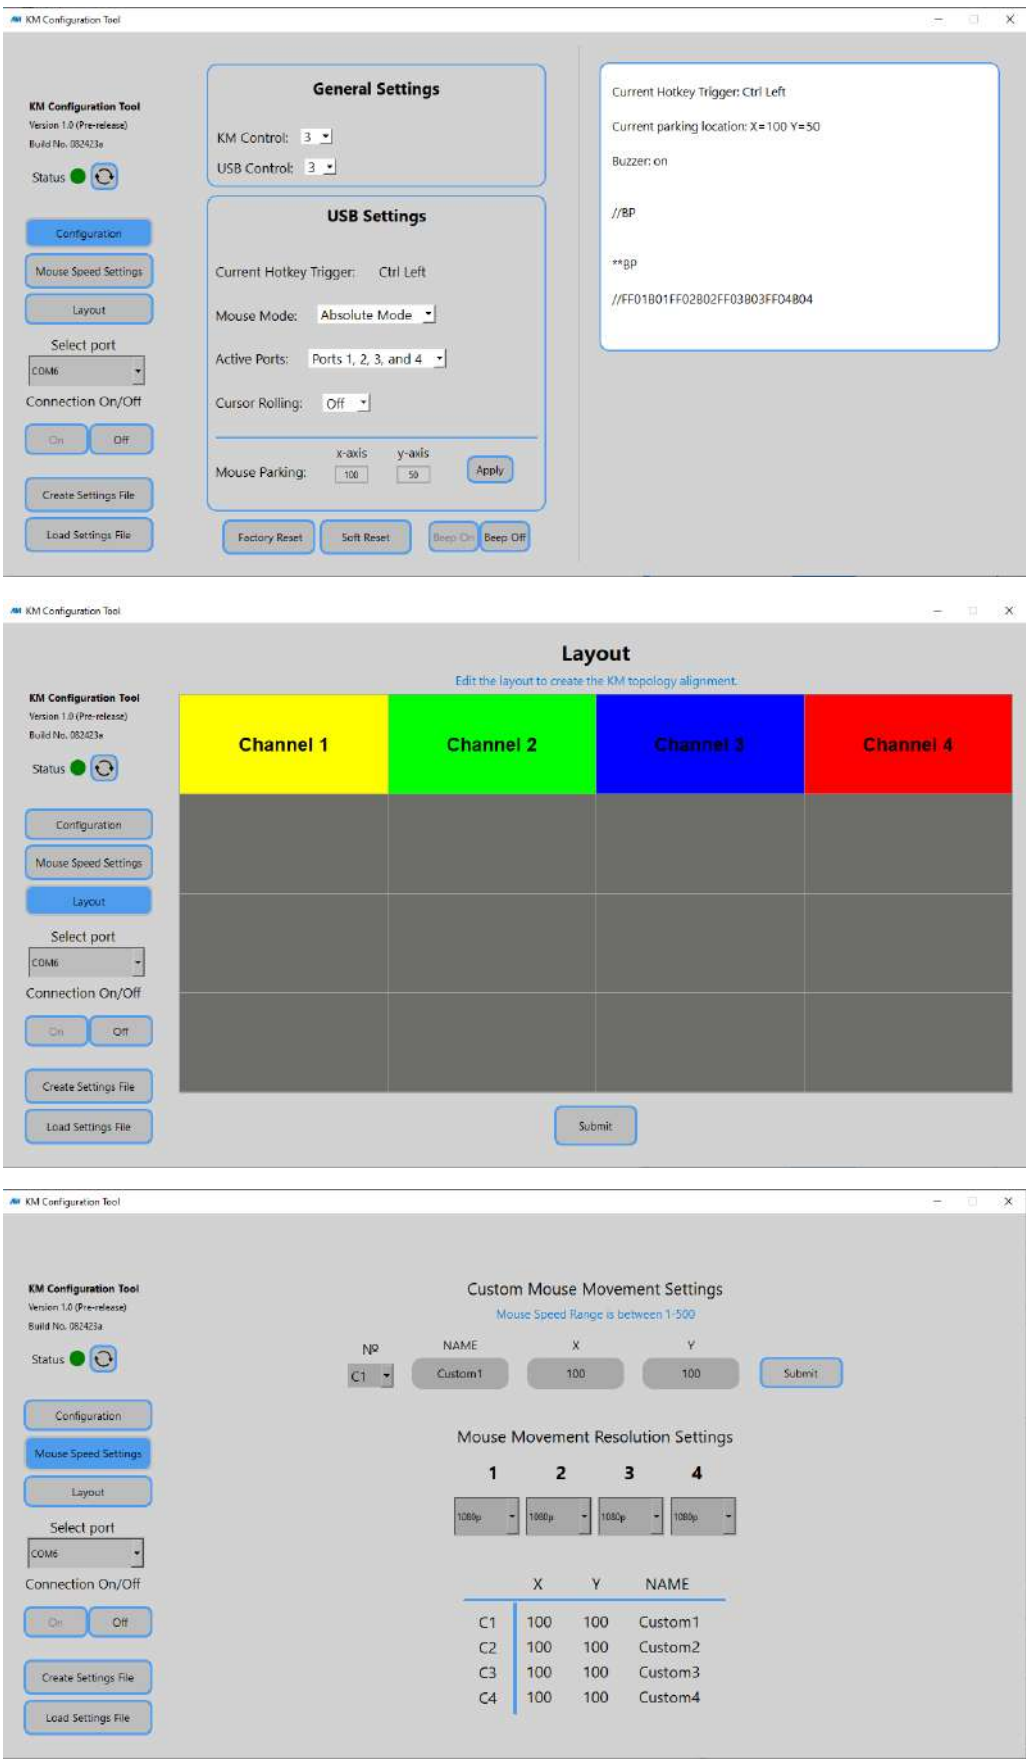 KM Configuration Tool
KM Configuration Tool
Version 1.0 (Pre-release)
Build No. 082423a
Status
Configuration
Mouse Speed Settings
Layout
Select port
COM6
Connection On/Off
On Off
Create Settings File
Load Settings File
General Settings
KM Control: 3
USB Control: 3
USB Settings
Current Hotkey Trigger: Ctrl Left
Mouse Mode: Absolute Mode
Active Ports: Ports 1, 2, 3, and 4
Cursor Rolling: Off
x-axis y-axis
Mouse Parking: 100 50 Apply
Factory Reset Soft Reset Beep On Beep Off
Current Hotkey Trigger: Ctrl Left
Current parking location: X=100 Y=50
Buzzer: on
//BP
**BP
//FF01B01FF02B02FF03B03FF04B04
KM Configuration Tool
KM Configuration Tool
Version 1.0 (Pre-release)
Build No. 082423a
Status
Configuration
Mouse Speed Settings
Layout
Select port
COM6
Connection On/Off
On Off
Create Settings File
Load Settings File
Layout
Edit the layout to create the KM topology alignment.
Channel 1 Channel 2 Channel 3 Channel 4
Submit
KM Configuration Tool
KM Configuration Tool
Version 1.0 (Pre-release)
Build No. 082423a
Status
Configuration
Mouse Speed Settings
Layout
Select port
COM6
Connection On/Off
On Off
Create Settings File
Load Settings File
Custom Mouse Movement Settings
Mouse Speed Range is between 1-500
Nº NAME X Y
C1 Custom1 100 100 Submit
Mouse Movement Resolution Settings
1 2 3 4
1080p 1080p 1080p 1080p
X Y NAME
C1 100 100 Custom1
C2 100 100 Custom2
C3 100 100 Custom3
C4 100 100 Custom4